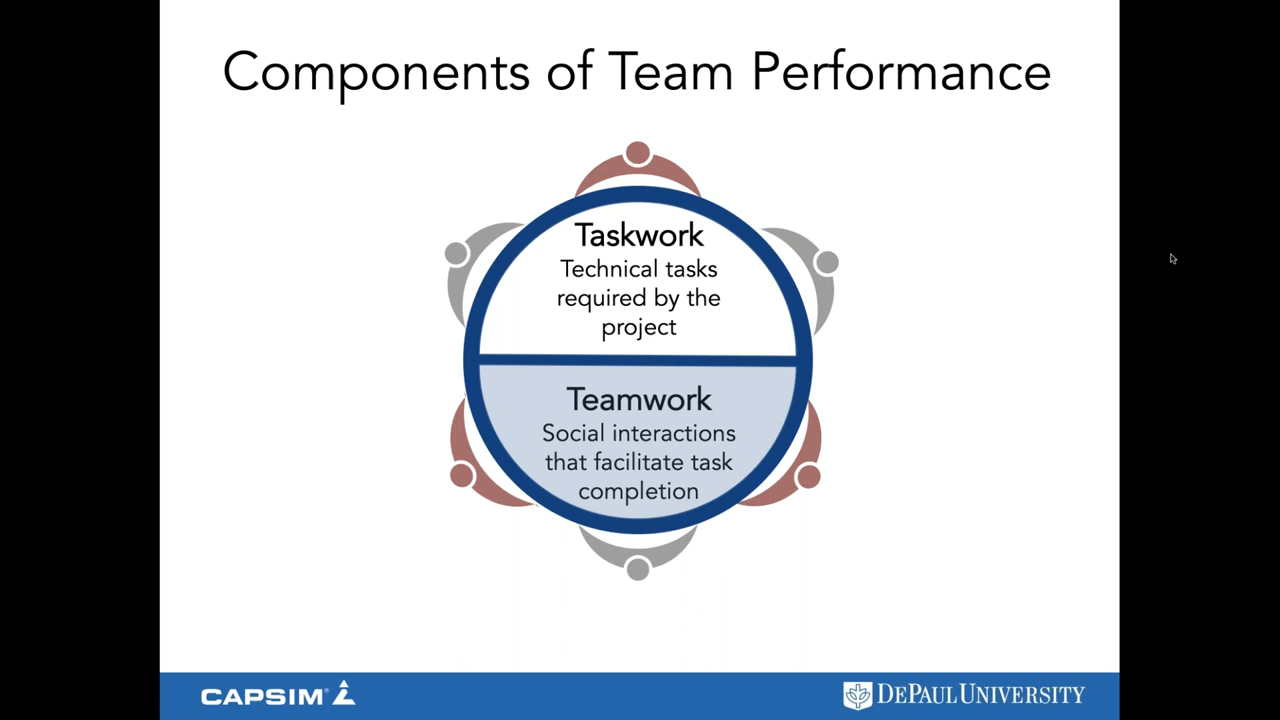 Components of Team Performance
Taskwork
Technical tasks
required by the
project
Teamwork
Social interactions
that facilitate task
completion
CAPSIM®
DEPAUL UNIVERSITY